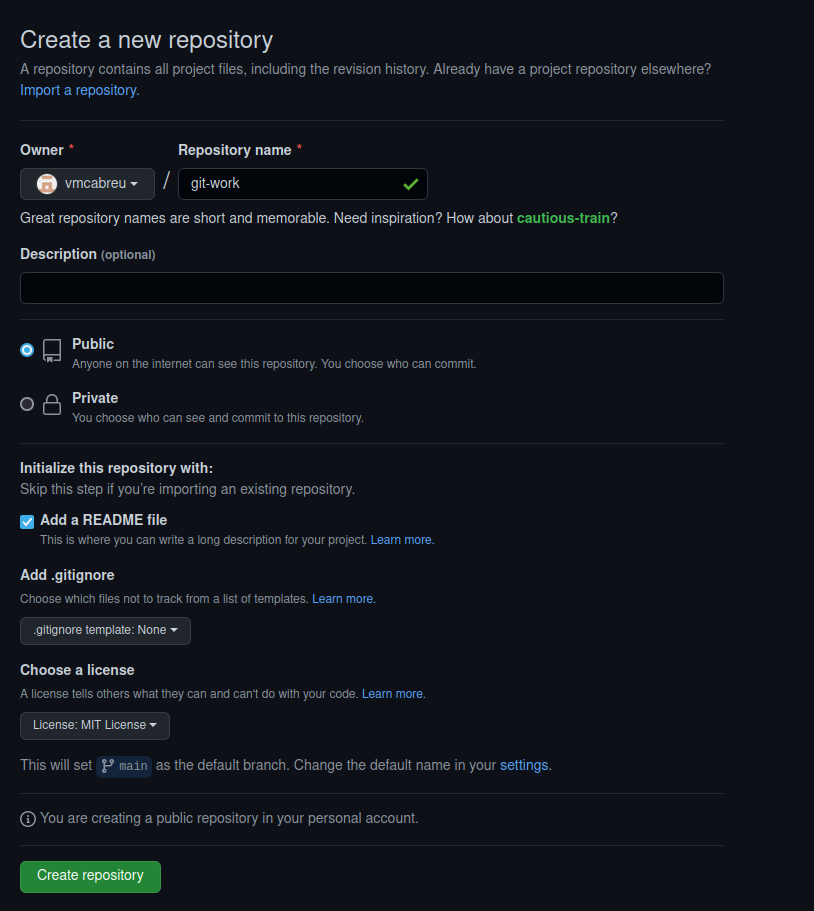 Create a new repository
A repository contains all project files, including the revision history. Already have a project repository elsewhere?
Import a repository.
Owner * Repository name *
vmcabreu / git-work
Great repository names are short and memorable. Need inspiration? How about cautious-train?
Description (optional)
Public
Anyone on the internet can see this repository. You choose who can commit.
Private
You choose who can see and commit to this repository.
Initialize this repository with:
Skip this step if you’re importing an existing repository.
Add a README file
This is where you can write a long description for your project. Learn more.
Add .gitignore
Choose which files not to track from a list of templates. Learn more.
.gitignore template: None
Choose a license
A license tells others what they can and can't do with your code. Learn more.
License: MIT License
This will set main as the default branch. Change the default name in your settings.
You are creating a public repository in your personal account.
Create repository